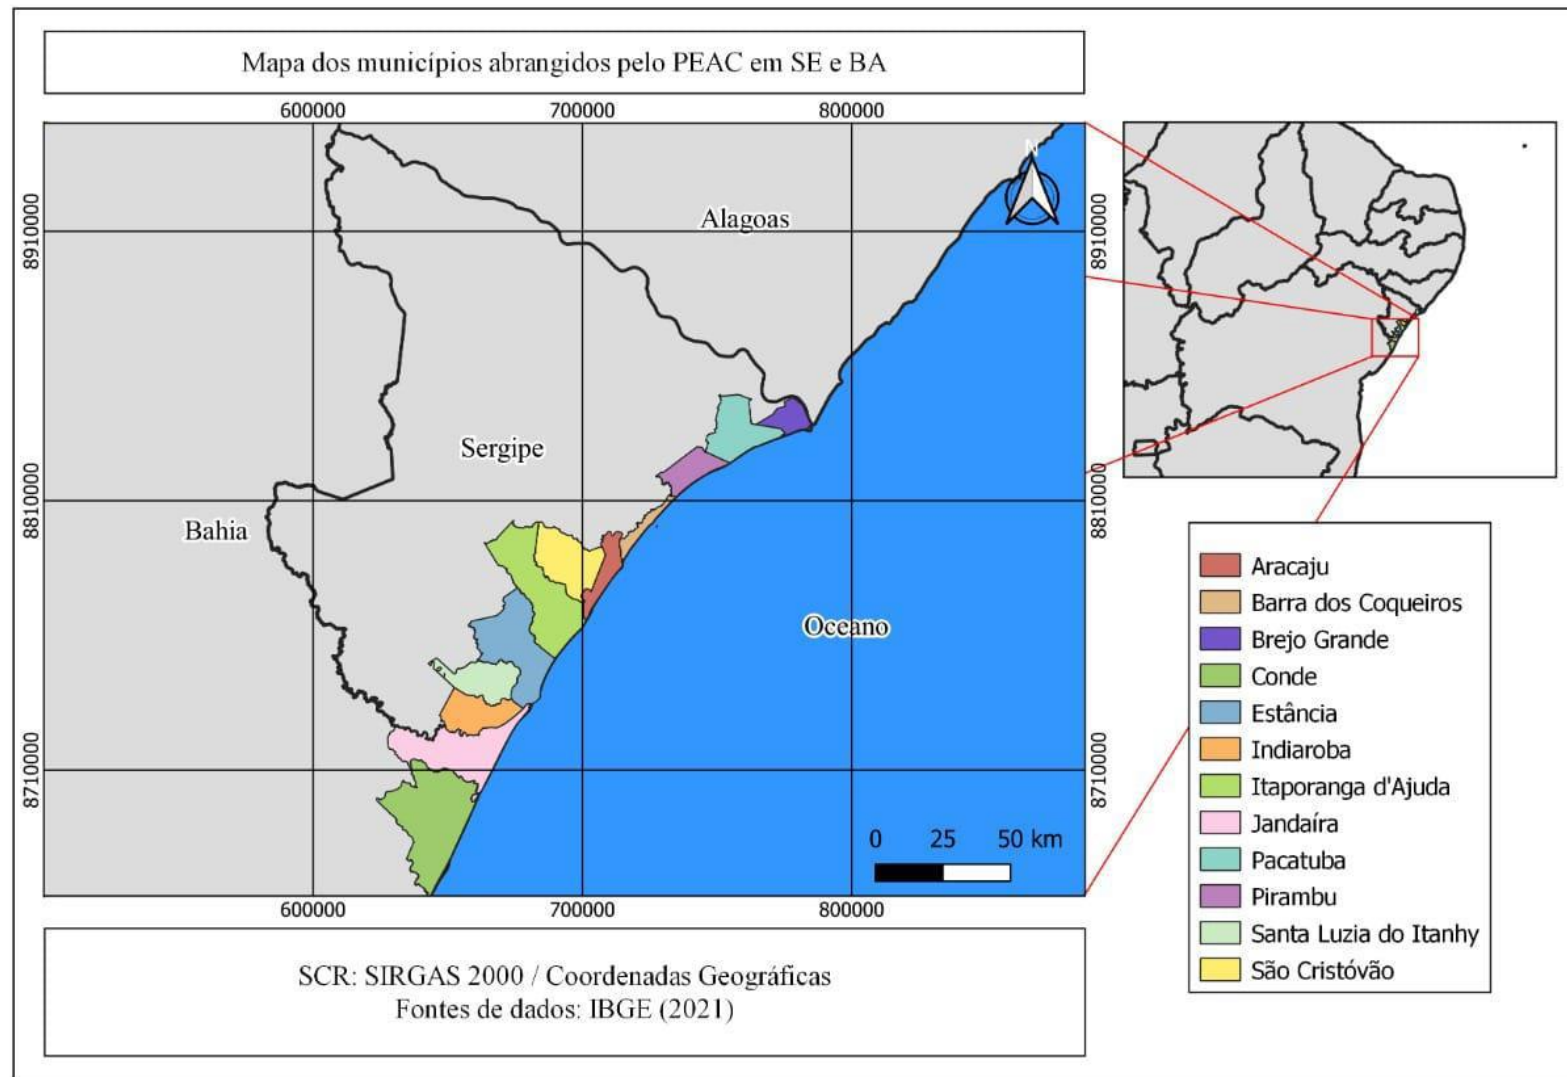 Mapa dos municípios abrangidos pelo PEAC em SE e BA
600000 700000 800000
N
8910000
Alagoas
8910000
Sergipe
8810000
Bahia
8810000
Oceano
8710000
8710000
0 25 50 km
600000 700000 800000
Aracaju
Barra dos Coqueiros
Brejo Grande
Conde
Estância
Indiaroba
Itaporanga d'Ajuda
Jandaíra
Pacatuba
Pirambu
Santa Luzia do Itanhy
São Cristóvão
SCR: SIRGAS 2000 / Coordenadas Geográficas
Fontes de dados: IBGE (2021)